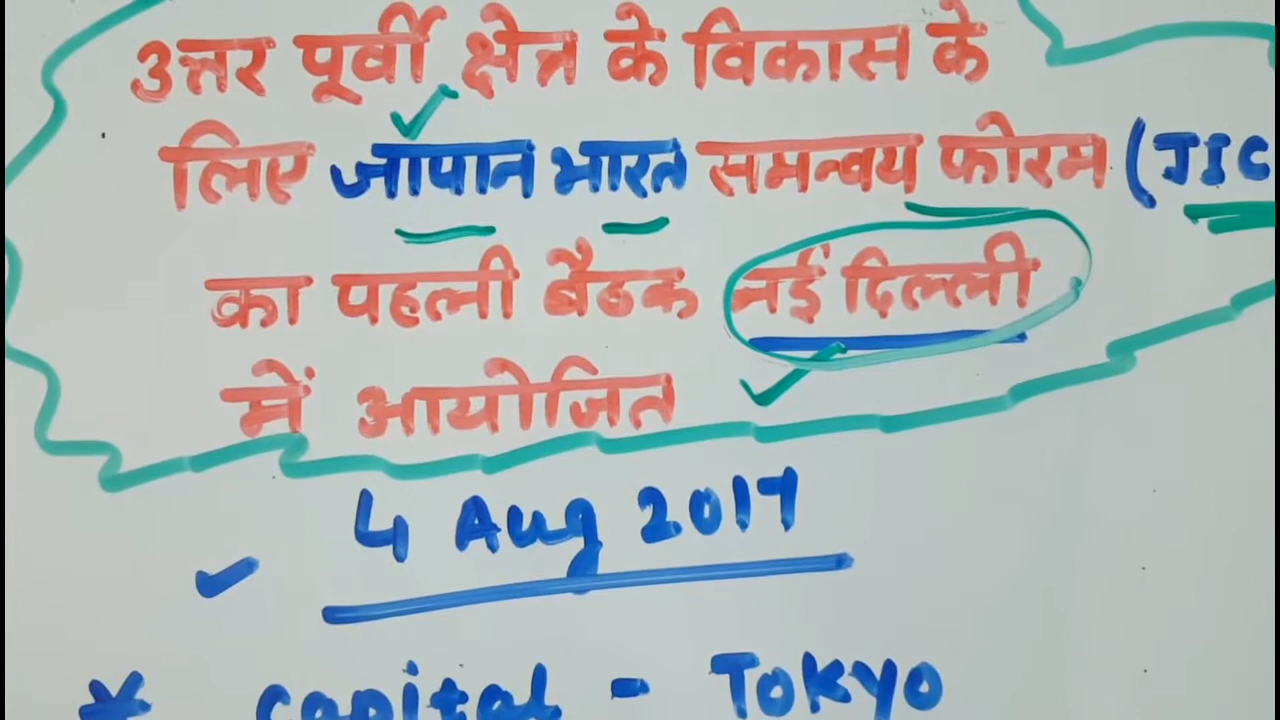 उत्तर पूर्वी क्षेत्र के विकास के
लिए जापान भारत समन्वय फोरम (JIC
का पहली बैठक नई दिल्ली
में आयोजित
4 Aug 2017
* Capital - Tokyo